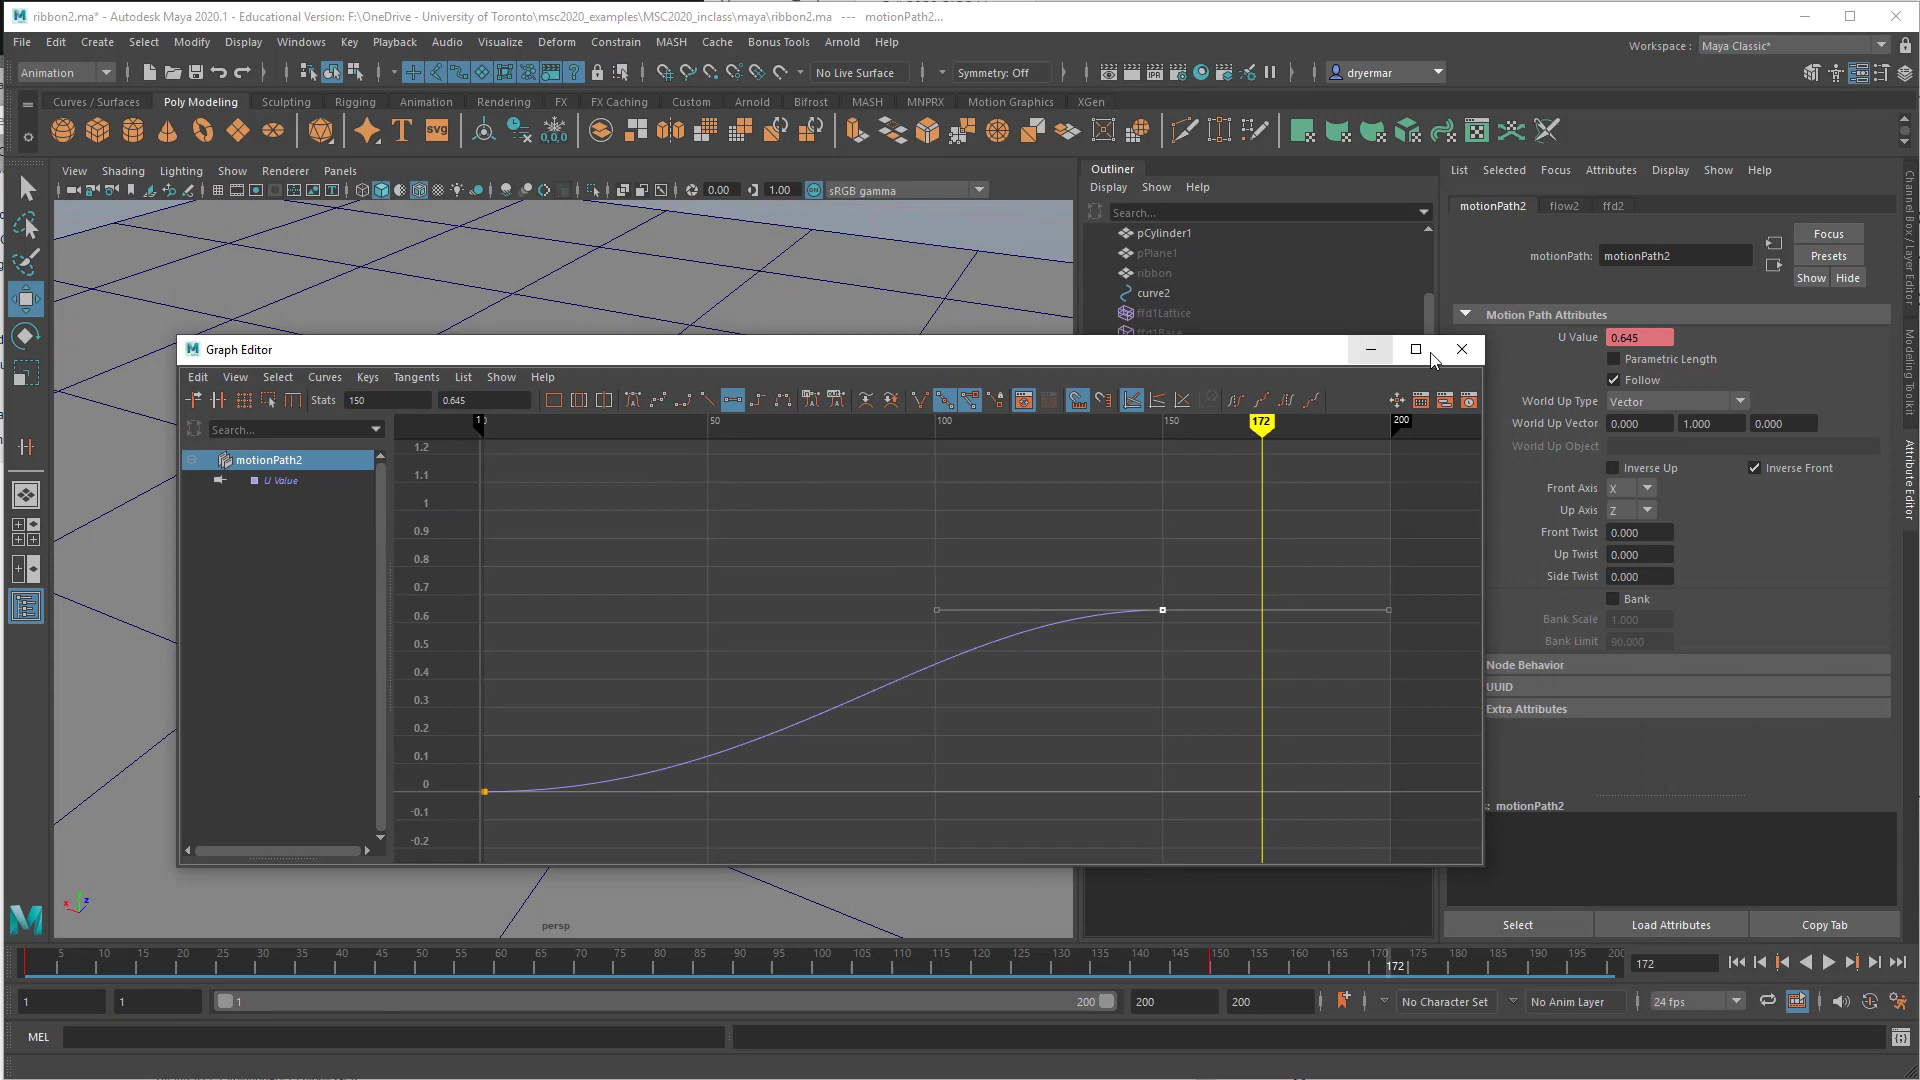 ribbon2.ma* - Autodesk Maya 2020.1 - Educational Version: F:\OneDrive - University of Toronto\msc2020_examples\MSC2020_inclass\maya\ribbon2.ma --- motionPath2...
File Edit Create Select Modify Display Windows Key Playback Audio Visualize Deform Constrain MASH Cache Bonus Tools Arnold Help
Workspace : Maya Classic*
Animation No Live Surface Symmetry: Off dryermar
Curves / Surfaces Poly Modeling Sculpting Rigging Animation Rendering FX FX Caching Custom Arnold Bifrost MASH MNPRX Motion Graphics XGen
svg
0,0,0
View Shading Lighting Show Renderer Panels
0.00 1.00 sRGB gamma
Outliner
Display Show Help
Search...
pCylinder1
pPlane1
ribbon
curve2
ffd1Lattice
ffd1Base
List Selected Focus Attributes Display Show Help
motionPath2 flow2 ffd2
Focus
motionPath: motionPath2 Presets
Show Hide
Motion Path Attributes
U Value 0.645
Parametric Length
Follow
World Up Type Vector
World Up Vector 0.000 1.000 0.000
World Up Object
Inverse Up Inverse Front
Front Axis X
Up Axis Z
Front Twist 0.000
Up Twist 0.000
Side Twist 0.000
Bank
Bank Scale 1.000
Bank Limit 90.000
Node Behavior
UUID
Extra Attributes
: motionPath2
Select Load Attributes Copy Tab
Channel Box / Layer Editor
Modeling Toolkit
Attribute Editor
Graph Editor
Edit View Select Curves Keys Tangents List Show Help
Stats 150 0.645
Search...
motionPath2
U Value
1 50 100 150 172 200
1.2
1.1
1
0.9
0.8
0.7
0.6
0.5
0.4
0.3
0.2
0.1
0
-0.1
-0.2
x z
persp
5 10 15 20 25 30 35 40 45 50 55 60 65 70 75 80 85 90 95 100 105 110 115 120 125 130 135 140 145 150 155 160 165 170 175 180 185 190 195 200
172
172
1 1 1 200 200 200 No Character Set No Anim Layer 24 fps
MEL